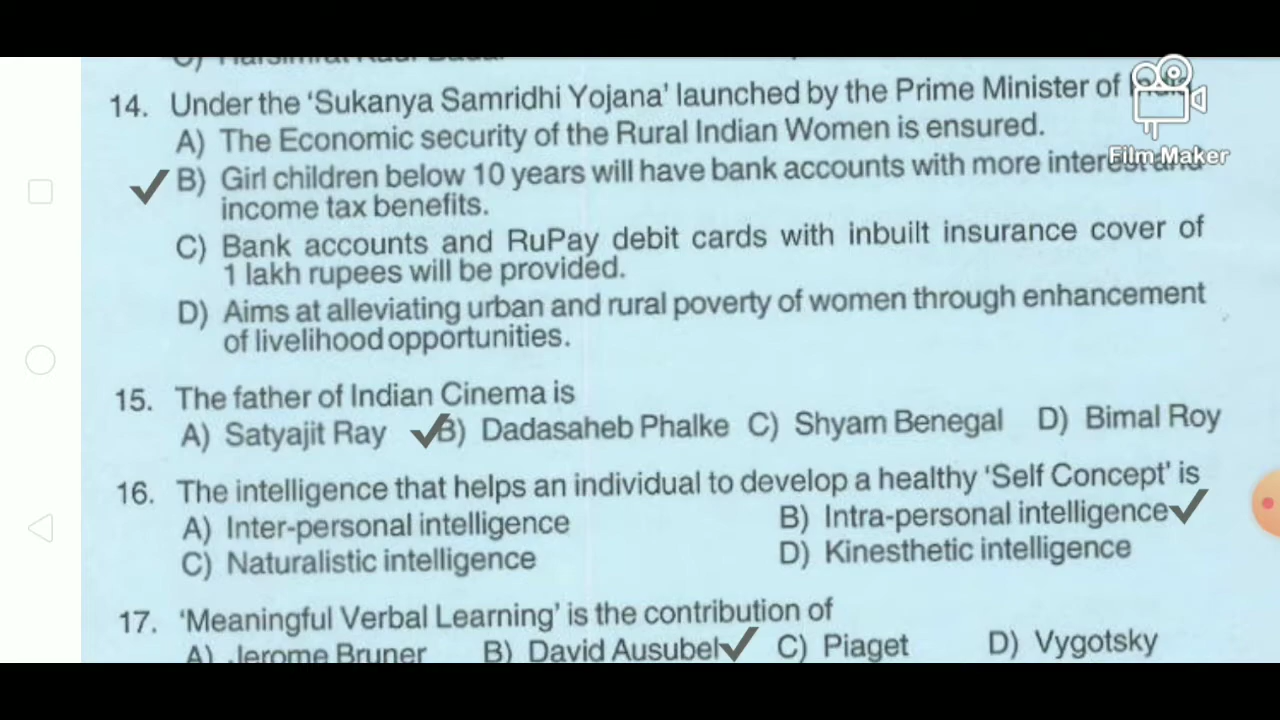 14. Under the 'Sukanya Samridhi Yojana' launched by the Prime Minister of India
A) The Economic security of the Rural Indian Women is ensured.
B) Girl children below 10 years will have bank accounts with more interest and
income tax benefits.
C) Bank accounts and RuPay debit cards with inbuilt insurance cover of
1 lakh rupees will be provided.
D) Aims at alleviating urban and rural poverty of women through enhancement
of livelihood opportunities.
15. The father of Indian Cinema is
A) Satyajit Ray B) Dadasaheb Phalke C) Shyam Benegal D) Bimal Roy
16. The intelligence that helps an individual to develop a healthy 'Self Concept' is
A) Inter-personal intelligence B) Intra-personal intelligence
C) Naturalistic intelligence D) Kinesthetic intelligence
17. 'Meaningful Verbal Learning' is the contribution of
A) Jerome Bruner B) David Ausubel C) Piaget D) Vygotsky
Film Maker